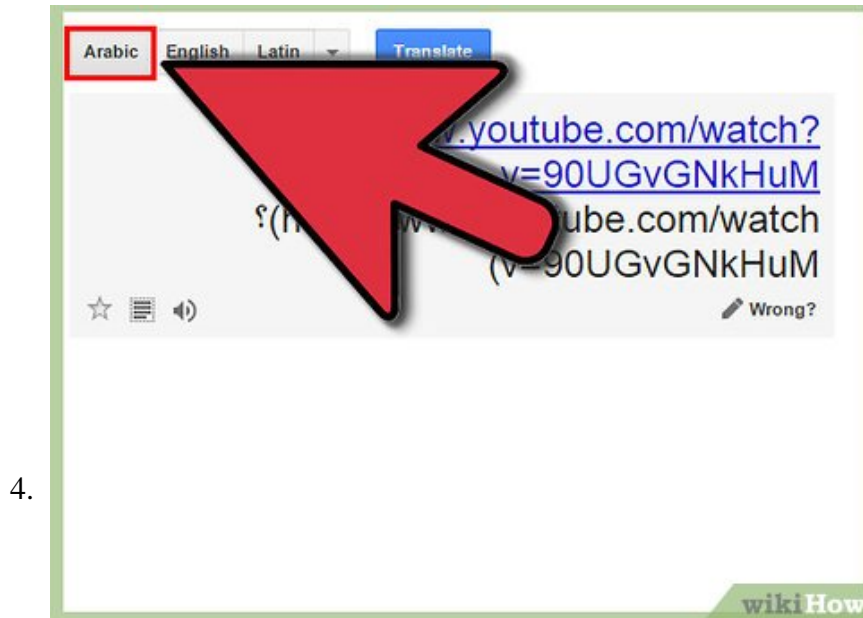 Arabic English Latin Translate
.youtube.com/watch?
v=90UGvGNkHuM
؟(h ube.com/watch
(v=90UGvGNkHuM
Wrong?
4.
wikiHow